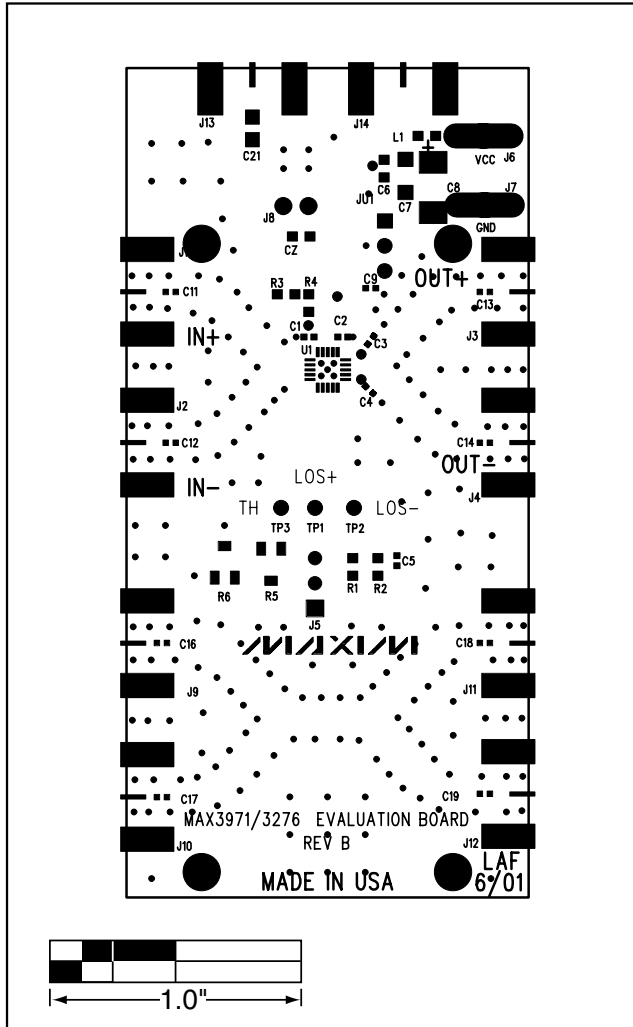 J13
J14
C21
L1
+
VCC
J6
C6
C7
C8
J7
JU1
J8
GND
CZ
C11
R3
R4
C9
OUT+
C13
IN+
C1
C2
C3
J3
U1
C4
J2
C12
C14
OUT-
IN-
LOS+
J4
TH
LOS-
TP3
TP1
TP2
C5
R6
R5
R1
R2
J5
MAXIM
C16
C18
J9
J11
C17
C19
MAX3971/3276 EVALUATION BOARD
J10
REV B
J12
LAF
MADE IN USA
6/01
1.0"